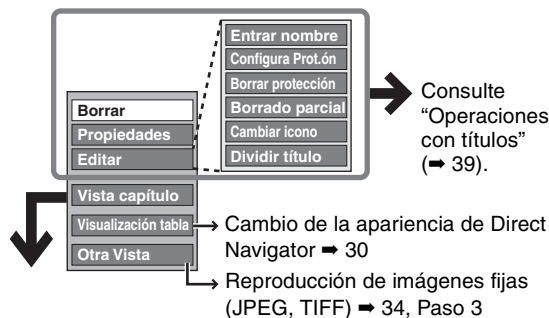 Entrar nombre
Configura Prot.ón
Borrar protección
Borrado parcial
Cambiar icono
Dividir título
Borrar
Propiedades
Editar
Vista capítulo
Visualización tabla
Otra Vista
Consulte
“Operaciones
con títulos”
(➡ 39).
Cambio de la apariencia de Direct
Navigator ➡ 30
Reproducción de imágenes fijas
(JPEG, TIFF) ➡ 34, Paso 3